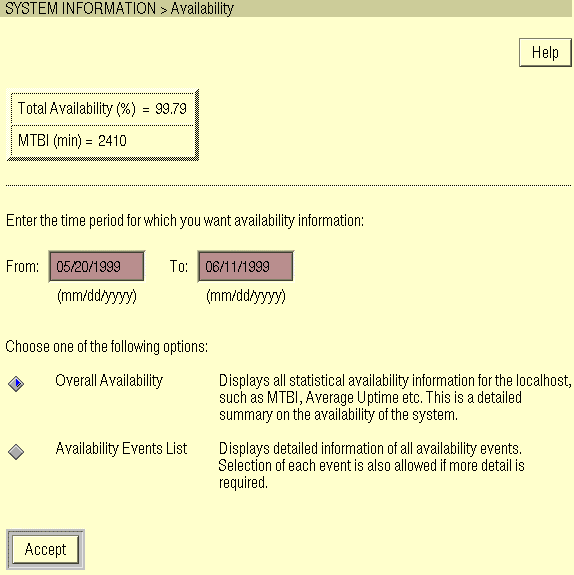 SYSTEM INFORMATION > Availability
Help
Total Availability (%) = 99.79
MTBI (min) = 2410
Enter the time period for which you want availability information:
From: 05/20/1999 To: 06/11/1999
(mm/dd/yyyy) (mm/dd/yyyy)
Choose one of the following options:
Overall Availability Displays all statistical availability information for the localhost,
such as MTBI, Average Uptime etc. This is a detailed
summary on the availability of the system.
Availability Events List Displays detailed information of all availability events.
Selection of each event is also allowed if more detail is
required.
Accept